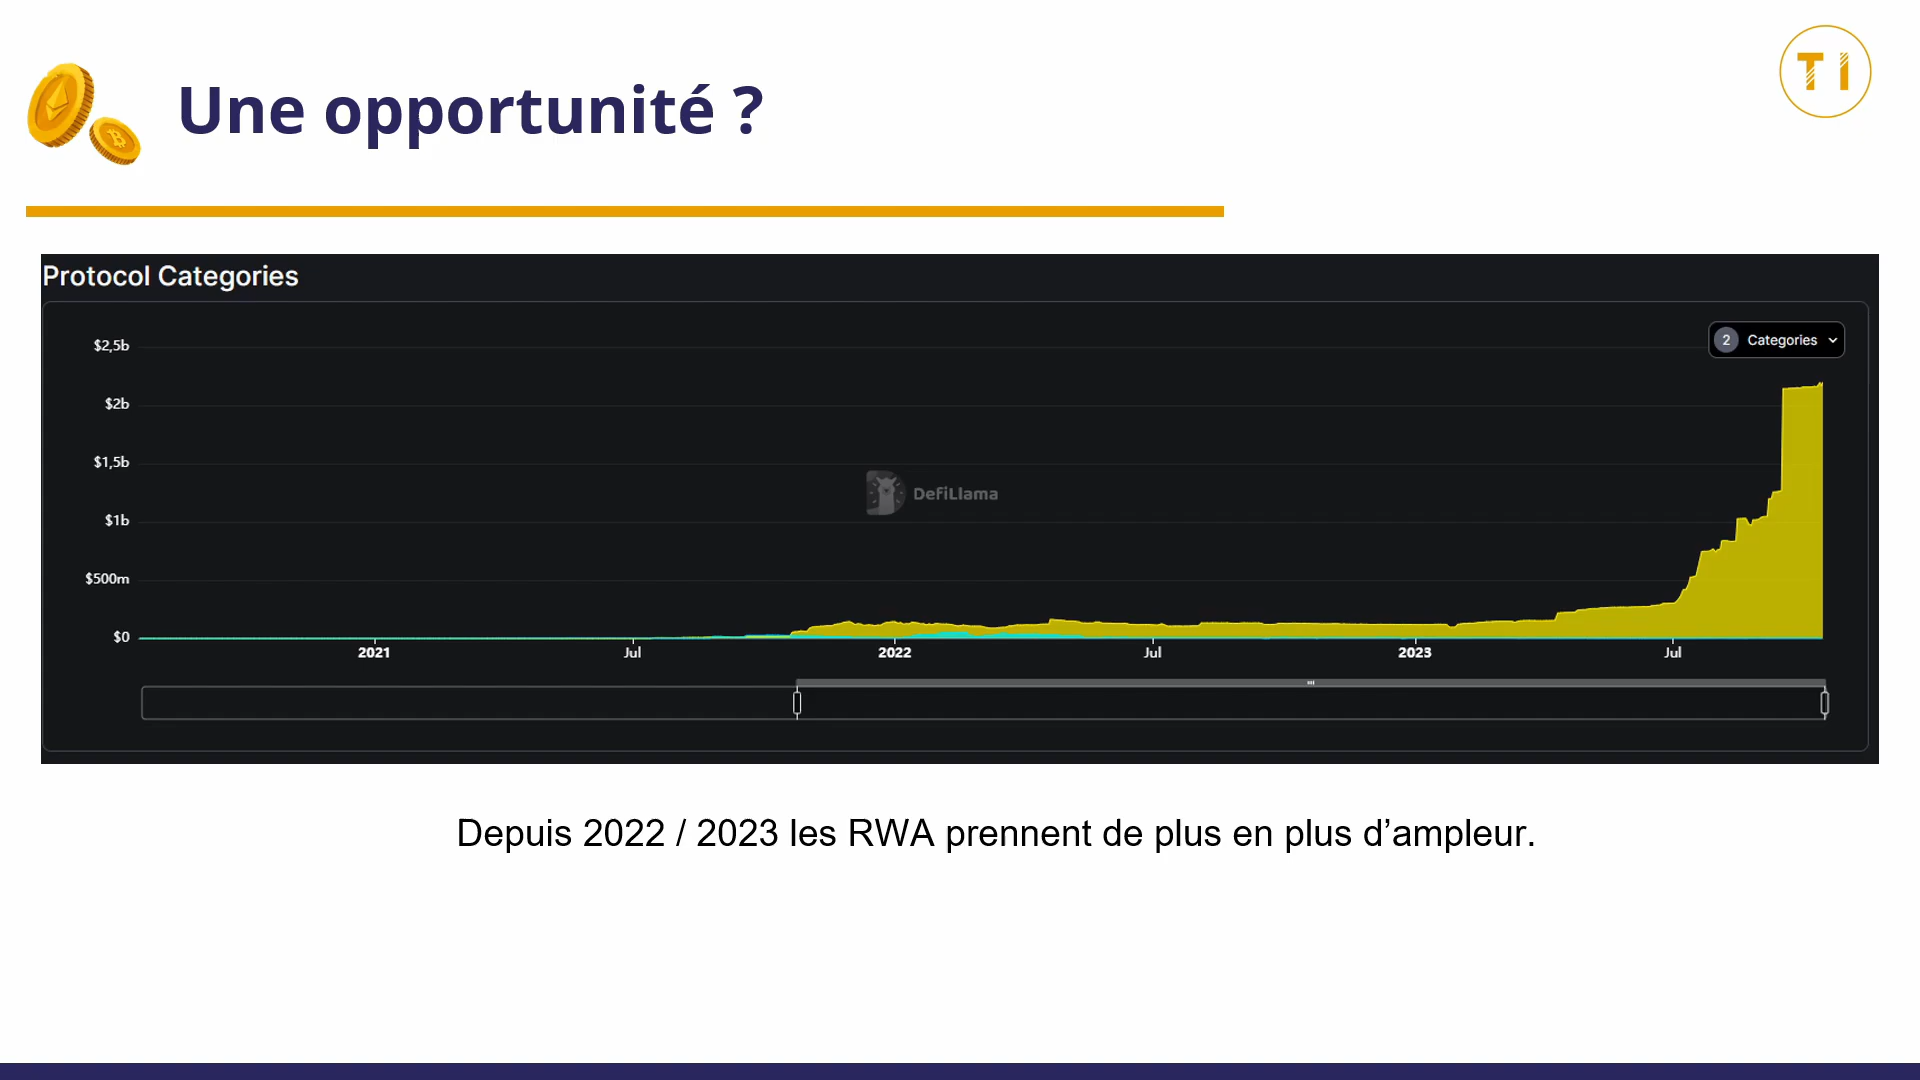 Une opportunité ?
T I
Protocol Categories
2 Categories
$2,5b
$2b
$1,5b
$1b
$500m
$0
DefiLlama
2021 Jul 2022 Jul 2023 Jul
Depuis 2022 / 2023 les RWA prennent de plus en plus d’ampleur.